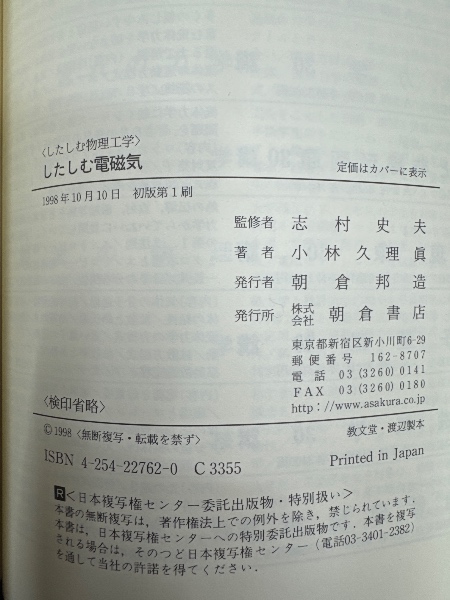 〈したしむ物理工学〉
したしむ電磁気
定価はカバーに表示
1998年10月10日 初版第1刷
監修者 志村史夫
著者 小林久理眞
発行者 朝倉邦造
発行所 株式会社 朝倉書店
東京都新宿区新小川町6-29
郵便番号 162-8707
電話 03(3260)0141
FAX 03(3260)0180
http://www.asakura.co.jp
〈検印省略〉
©1998〈無断複写・転載を禁ず〉
教文堂・渡辺製本
ISBN 4-254-22762-0 C 3355
Printed in Japan
R<日本複写権センター委託出版物・特別扱い>
本書の無断複写は，著作権法上での例外を除き，禁じられています．
本書は，日本複写権センターへの特別委託出版物です．本書を複写
される場合は，そのつど日本複写権センター（電話03-3401-2382）
を通して当社の許諾を得てください．